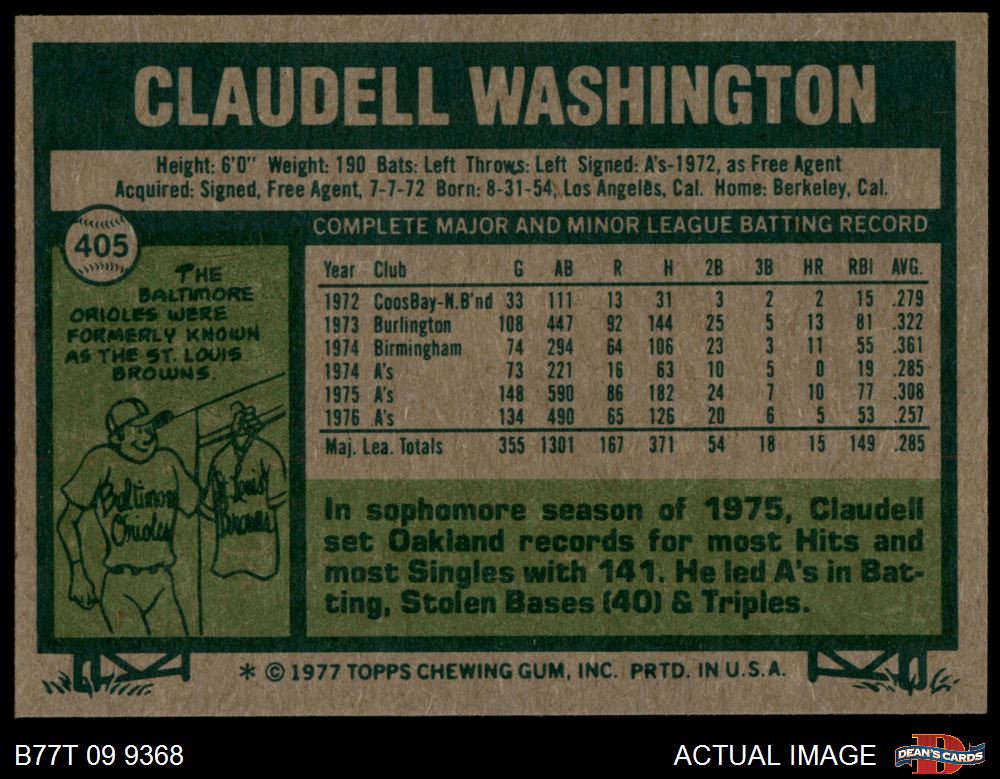 CLAUDELL WASHINGTON
Height: 6'0" Weight: 190 Bats: Left Throws: Left Signed: A's-1972, as Free Agent
Acquired: Signed, Free Agent, 7-7-72 Born: 8-31-54, Los Angeles, Cal. Home: Berkeley, Cal.
405
THE
BALTIMORE
ORIOLES WERE
FORMERLY KNOWN
AS THE ST. LOUIS
BROWNS.
Baltimore
Orioles
St. Louis
Browns
COMPLETE MAJOR AND MINOR LEAGUE BATTING RECORD
Year Club G AB R H 2B 3B HR RBI AVG.
1972 CoosBay-N.B'nd 33 111 13 31 3 2 2 15 .279
1973 Burlington 108 447 92 144 25 5 13 81 .322
1974 Birmingham 74 294 64 106 23 3 11 55 .361
1974 A's 73 221 16 63 10 5 0 19 .285
1975 A's 148 590 86 182 24 7 10 77 .308
1976 A's 134 490 65 126 20 6 5 53 .257
Maj. Lea. Totals 355 1301 167 371 54 18 15 149 .285
In sophomore season of 1975, Claudell
set Oakland records for most Hits and
most Singles with 141. He led A's in Bat-
ting, Stolen Bases (40) & Triples.
* © 1977 TOPPS CHEWING GUM, INC. PRTD. IN U.S.A.
B77T 09 9368
ACTUAL IMAGE
DEAN'S CARDS